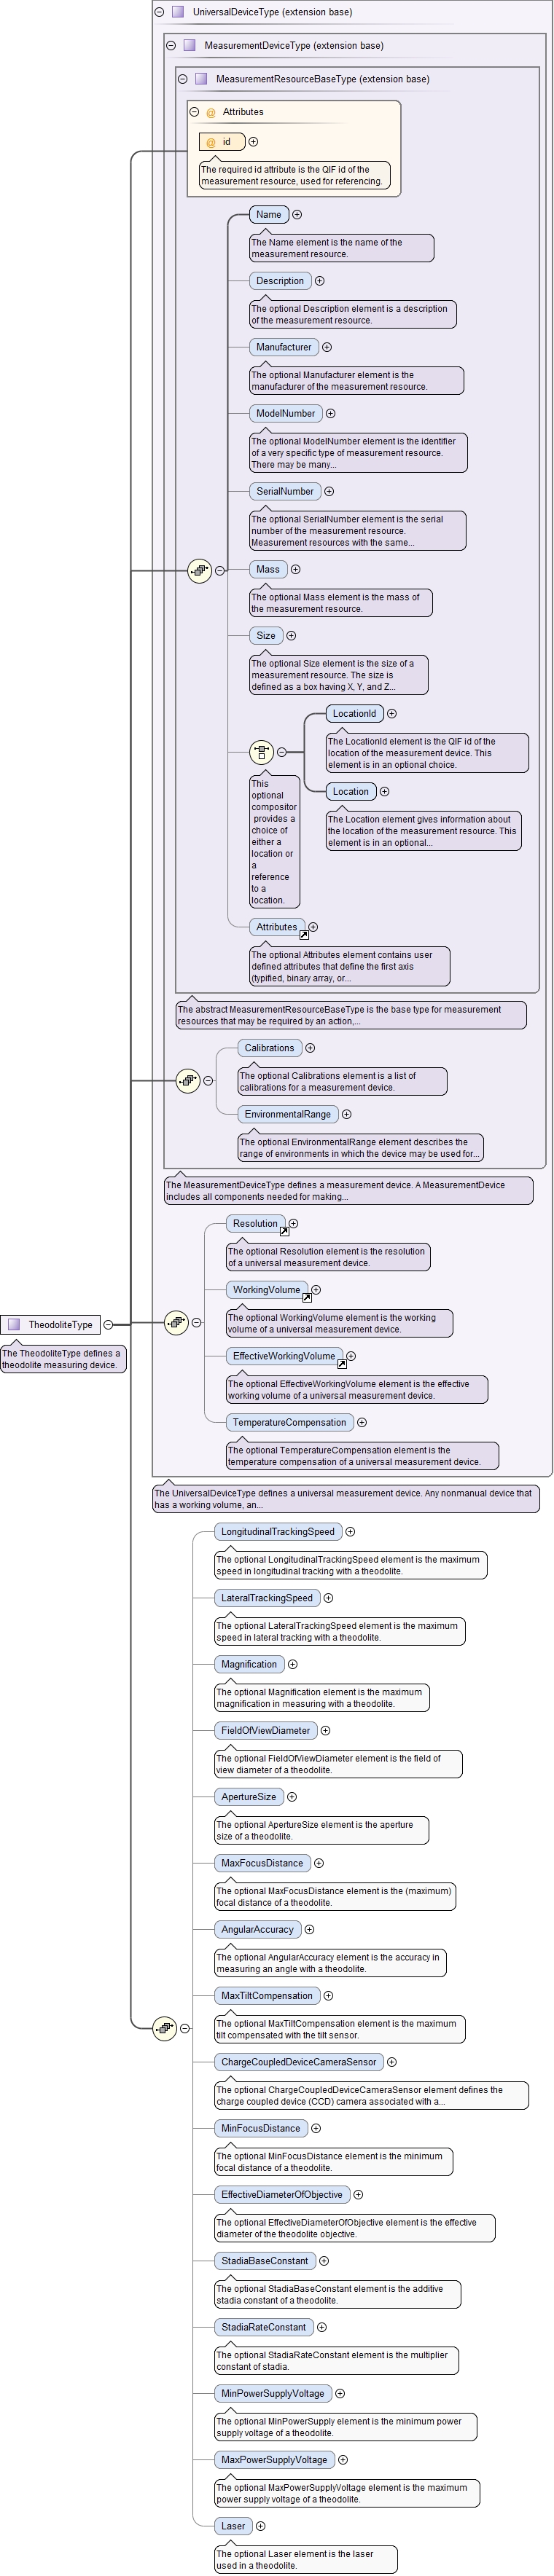 UniversalDeviceType (extension base)
MeasurementDeviceType (extension base)
MeasurementResourceBaseType (extension base)
@ Attributes
@ id
The required id attribute is the QIF id of the
measurement resource, used for referencing.
Name
The Name element is the name of the
measurement resource.
Description
The optional Description element is a description
of the measurement resource.
Manufacturer
The optional Manufacturer element is the
manufacturer of the measurement resource.
ModelNumber
The optional ModelNumber element is the identifier
of a very specific type of measurement resource.
There may be many...
SerialNumber
The optional SerialNumber element is the serial
number of the measurement resource.
Measurement resources with the same...
Mass
The optional Mass element is the mass of
the measurement resource.
Size
The optional Size element is the size of a
measurement resource. The size is
defined as a box having X, Y, and Z...
LocationId
The LocationId element is the QIF id of the
location of the measurement device. This
element is in an optional choice.
Location
The Location element gives information about
the location of the measurement resource. This
element is in an optional...
This
optional
compositor
provides a
choice of
either a
location or
a
reference
to a
location.
Attributes
The optional Attributes element contains user
defined attributes that define the first axis
(typified, binary array, or...
The abstract MeasurementResourceBaseType is the base type for measurement
resources that may be required by an action,...
Calibrations
The optional Calibrations element is a list of
calibrations for a measurement device.
EnvironmentalRange
The optional EnvironmentalRange element describes the
range of environments in which the device may be used for...
The MeasurementDeviceType defines a measurement device. A MeasurementDevice
includes all components needed for making...
Resolution
The optional Resolution element is the resolution
of a universal measurement device.
WorkingVolume
The optional WorkingVolume element is the working
volume of a universal measurement device.
TheodoliteType
The TheodoliteType defines a
theodolite measuring device.
EffectiveWorkingVolume
The optional EffectiveWorkingVolume element is the effective
working volume of a universal measurement device.
TemperatureCompensation
The optional TemperatureCompensation element is the
temperature compensation of a universal measurement device.
The UniversalDeviceType defines a universal measurement device. Any nonmanual device that
has a working volume, an...
LongitudinalTrackingSpeed
The optional LongitudinalTrackingSpeed element is the maximum
speed in longitudinal tracking with a theodolite.
LateralTrackingSpeed
The optional LateralTrackingSpeed element is the maximum
speed in lateral tracking with a theodolite.
Magnification
The optional Magnification element is the maximum
magnification in measuring with a theodolite.
FieldOfViewDiameter
The optional FieldOfViewDiameter element is the field of
view diameter of a theodolite.
ApertureSize
The optional ApertureSize element is the aperture
size of a theodolite.
MaxFocusDistance
The optional MaxFocusDistance element is the (maximum)
focal distance of a theodolite.
AngularAccuracy
The optional AngularAccuracy element is the accuracy in
measuring an angle with a theodolite.
MaxTiltCompensation
The optional MaxTiltCompensation element is the maximum
tilt compensated with the tilt sensor.
ChargeCoupledDeviceCameraSensor
The optional ChargeCoupledDeviceCameraSensor element defines the
charge coupled device (CCD) camera associated with a...
MinFocusDistance
The optional MinFocusDistance element is the minimum
focal distance of a theodolite.
EffectiveDiameterOfObjective
The optional EffectiveDiameterOfObjective element is the effective
diameter of the theodolite objective.
StadiaBaseConstant
The optional StadiaBaseConstant element is the additive
stadia constant of a theodolite.
StadiaRateConstant
The optional StadiaRateConstant element is the multiplier
constant of stadia.
MinPowerSupplyVoltage
The optional MinPowerSupply element is the minimum power
supply voltage of a theodolite.
MaxPowerSupplyVoltage
The optional MaxPowerSupplyVoltage element is the maximum
power supply voltage of a theodolite.
Laser
The optional Laser element is the laser
used in a theodolite.